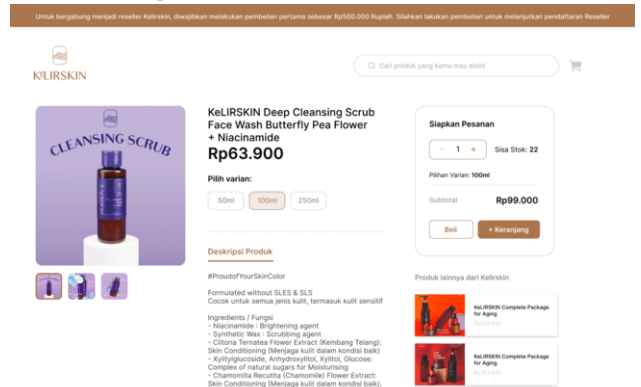 Untuk bergabung menjadi reseller Kelirskin, diwajibkan melakukan pembelian pertama sebesar Rp500.000 Rupiah. Silahkan lakukan pembelian untuk melanjutkan pendaftaran Reseller
KELIRSKIN
Cari produk yang kamu mau disini
CLEANSING SCRUB
KeLIRSKIN Deep Cleansing Scrub
Face Wash Butterfly Pea Flower
+ Niacinamide
Rp63.900
Pilih varian:
50ml
100ml
250ml
Deskripsi Produk
#ProudofYourSkinColor
Formulated without SLES & SLS
Cocok untuk semua jenis kulit, termasuk kulit sensitif
Ingredients / Fungsi
- Niacinamide : Brightening agent
- Synthetic Wax : Scrubbing agent
- Clitoria Ternatea Flower Extract (Kembang Telang):
Skin Conditioning (Menjaga kulit dalam kondisi baik)
- Xylitylglucoside, Anhydroxylitol, Xylitol, Glucose:
Complex of natural sugars for Moisturising
- Chamomilla Recutita (Chamomile) Flower Extract:
Skin Conditioning (Menjaga kulit dalam kondisi baik),
Siapkan Pesanan
- 1 +
Sisa Stok: 22
Pilihan Varian: 100ml
Subtotal
Rp99.000
Beli
+ Keranjang
Produk lainnya dari Kelirskin
KeLIRSKIN Complete Package
for Aging
KeLIRSKIN Complete Package
for Aging